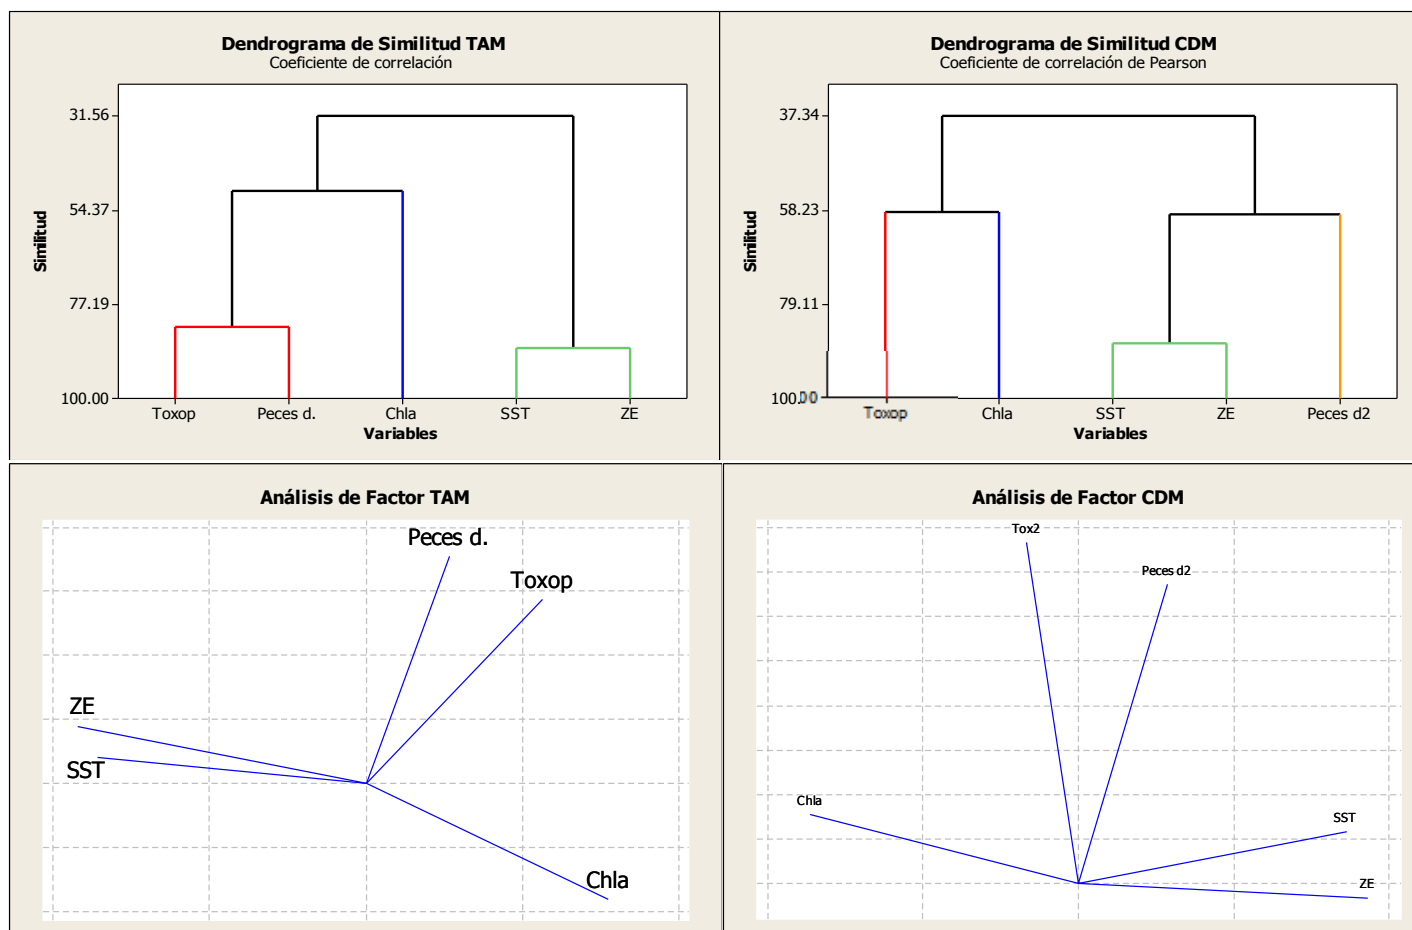 Dendrograma de Similitud TAM
Coeficiente de correlación
Similitud
31.56
54.37
77.19
100.00
Toxop Peces d. Chla SST ZE
Variables
Dendrograma de Similitud CDM
Coeficiente de correlación de Pearson
Similitud
37.34
58.23
79.11
100.00
Toxop Chla SST ZE Peces d2
Variables
Análisis de Factor TAM
Peces d.
Toxop
ZE
SST
Chla
Análisis de Factor CDM
Tox2
Peces d2
Chla
SST
ZE